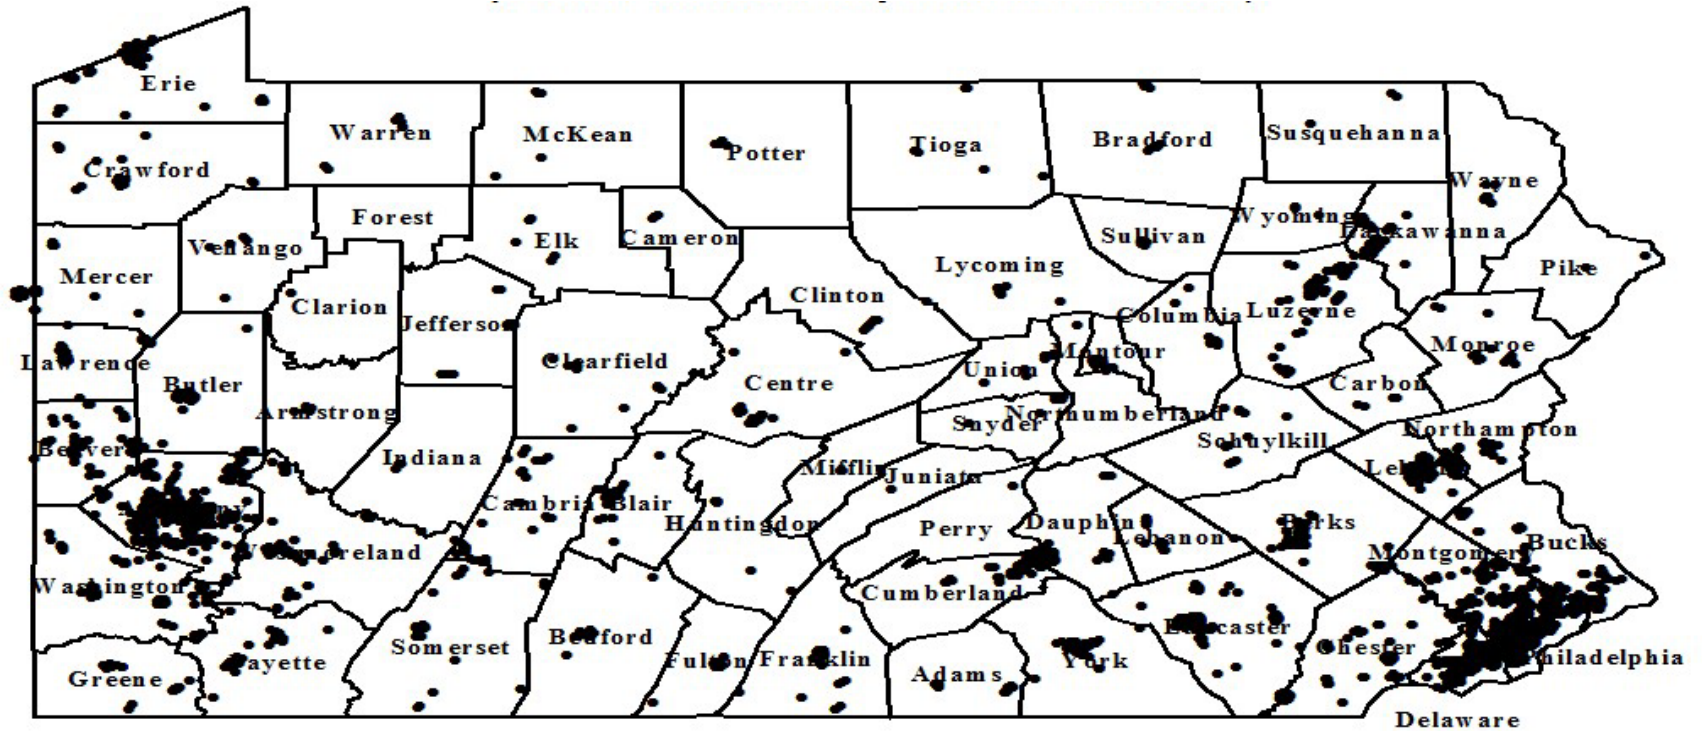 Erie
Warren
McKean
Potter
Tioga
Bradford
Susquehanna
Crawford
Wayne
Forest
Wyoming
Lackawanna
Venango
Elk
Cameron
Sullivan
Mercer
Lycoming
Pike
Clarion
Clinton
Jefferson
Columbia
Luzerne
Lawrence
Clearfield
Montour
Monroe
Butler
Centre
Union
Carbon
Armstrong
Northumberland
Snyder
Northampton
Beaver
Schuylkill
Indiana
Mifflin
Juniata
Lehigh
Cambria
Blair
Huntingdon
Perry
Dauphin
Lebanon
Berks
Westmoreland
Montgomery
Bucks
Washington
Cumberland
Somerset
Bedford
Lancaster
Fayette
Fulton
Franklin
York
Chester
Philadelphia
Greene
Adams
Delaware